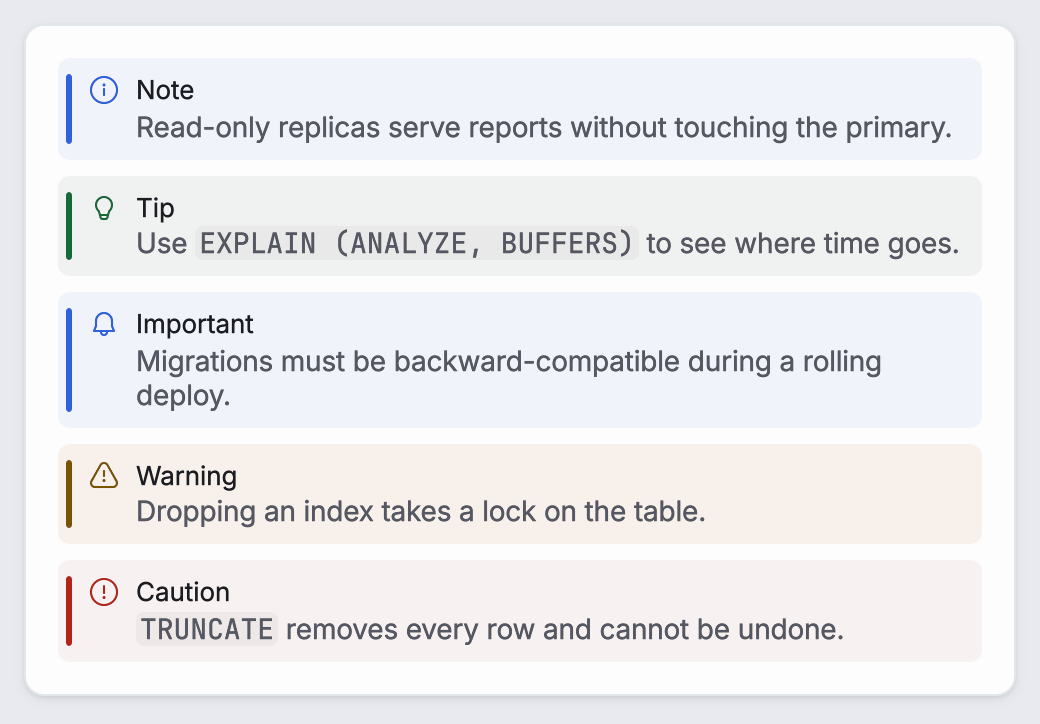 Note
Read-only replicas serve reports without touching the primary.
Tip
Use EXPLAIN (ANALYZE, BUFFERS) to see where time goes.
Important
Migrations must be backward-compatible during a rolling
deploy.
Warning
Dropping an index takes a lock on the table.
Caution
TRUNCATE removes every row and cannot be undone.